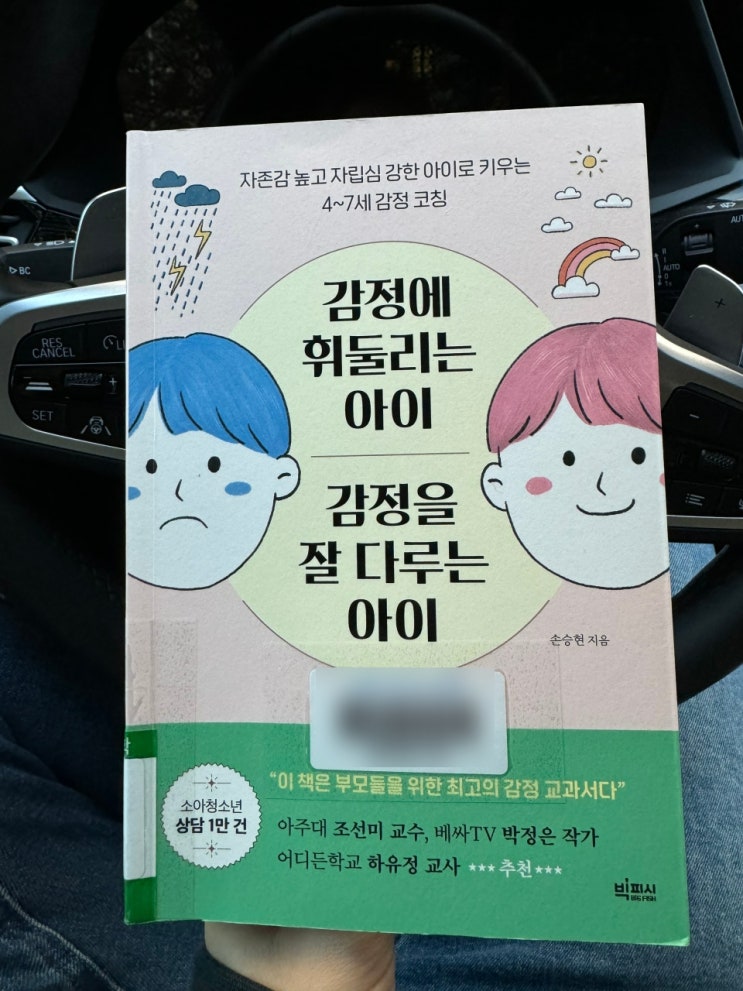 자존감 높고 자립심 강한 아이로 키우는
4~7세 감정 코칭
감정에
휘둘리는
아이
감정을
잘 다루는
아이
손승현 지음
"이 책은 부모들을 위한 최고의 감정 교과서다"
소아청소년
상담 1만 건
아주대 조선미 교수, 베싸TV 박정은 작가
어디든학교 하유정 교사 ★★★ 추천 ★★★
빅피시
BIG FISH
BC
RES
CANCEL
SET
R
AUTO
0
AUT
+
−